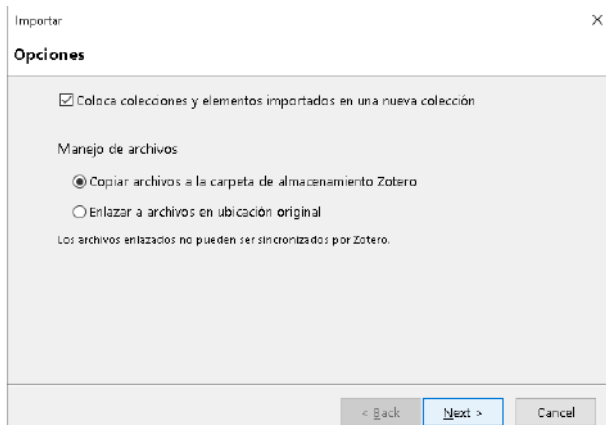 Importar
Opciones
Coloca colecciones y elementos importados en una nueva colección
Manejo de archivos
Copiar archivos a la carpeta de almacenamiento Zotero
Enlazar a archivos en ubicación original
Los archivos enlazados no pueden ser sincronizados por Zotero.
< Back Next > Cancel